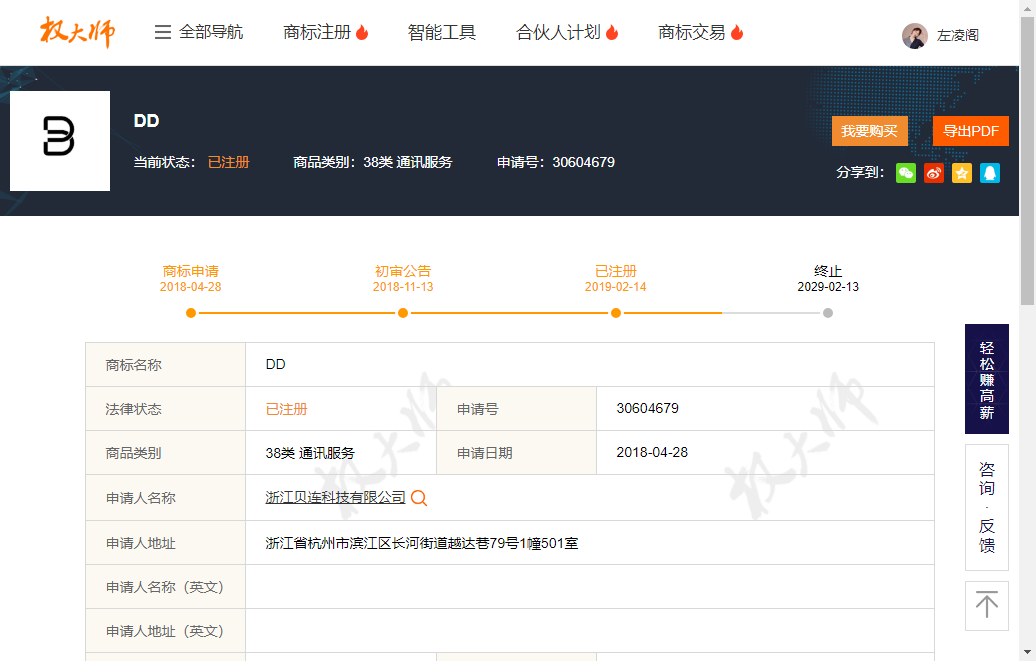 权大师 全部导航 商标注册 智能工具 合伙人计划 商标交易 左凌阁
DD
我要购买 导出PDF
当前状态: 已注册 商品类别: 38类 通讯服务 申请号: 30604679
分享到:
商标申请 初审公告 已注册 终止
2018-04-28 2018-11-13 2019-02-14 2029-02-13
商标名称 DD
法律状态 已注册 申请号 30604679
商品类别 38类 通讯服务 申请日期 2018-04-28
申请人名称 浙江贝连科技有限公司
申请人地址 浙江省杭州市滨江区长河街道越达巷79号1幢501室
申请人名称（英文）
申请人地址（英文）
权大师 权大师
轻松赚高薪
咨询·反馈